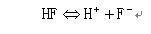 HF ⇔ H⁺ + F⁻ ↵